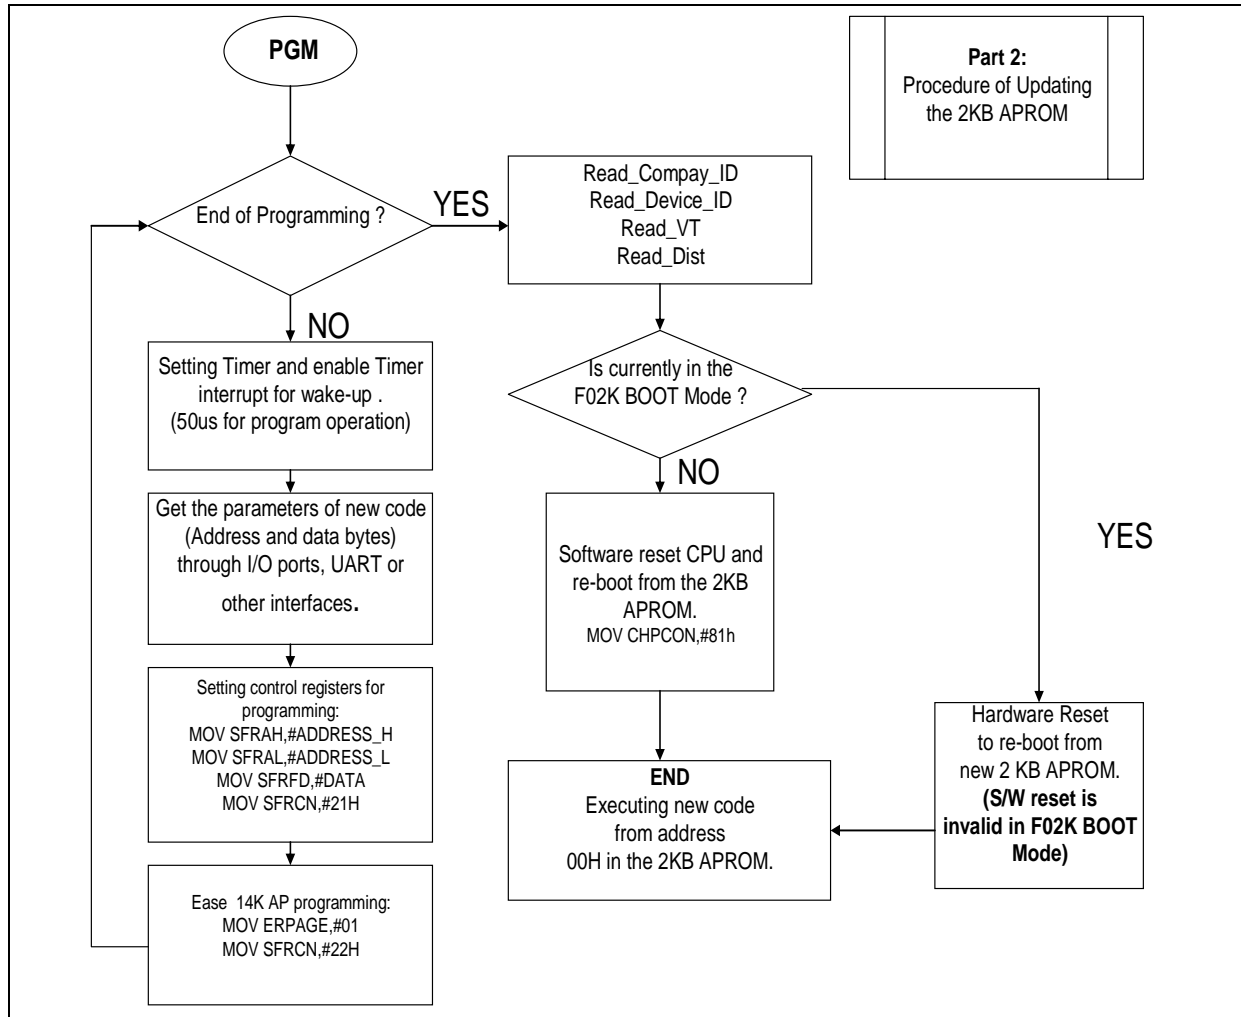 PGM
Part 2:
Procedure of Updating
the 2KB APROM
End of Programming ?
YES
Read_Compay_ID
Read_Device_ID
Read_VT
Read_Dist
NO
Setting Timer and enable Timer
interrupt for wake-up .
(50us for program operation)
Is currently in the
F02K BOOT Mode ?
NO
YES
Get the parameters of new code
(Address and data bytes)
through I/O ports, UART or
other interfaces.
Software reset CPU and
re-boot from the 2KB
APROM.
MOV CHPCON,#81h
Setting control registers for
programming:
MOV SFRAH,#ADDRESS_H
MOV SFRAL,#ADDRESS_L
MOV SFRFD,#DATA
MOV SFRCN,#21H
Hardware Reset
to re-boot from
new 2 KB APROM.
(S/W reset is
invalid in F02K BOOT
Mode)
END
Executing new code
from address
00H in the 2KB APROM.
Ease 14K AP programming:
MOV ERPAGE,#01
MOV SFRCN,#22H